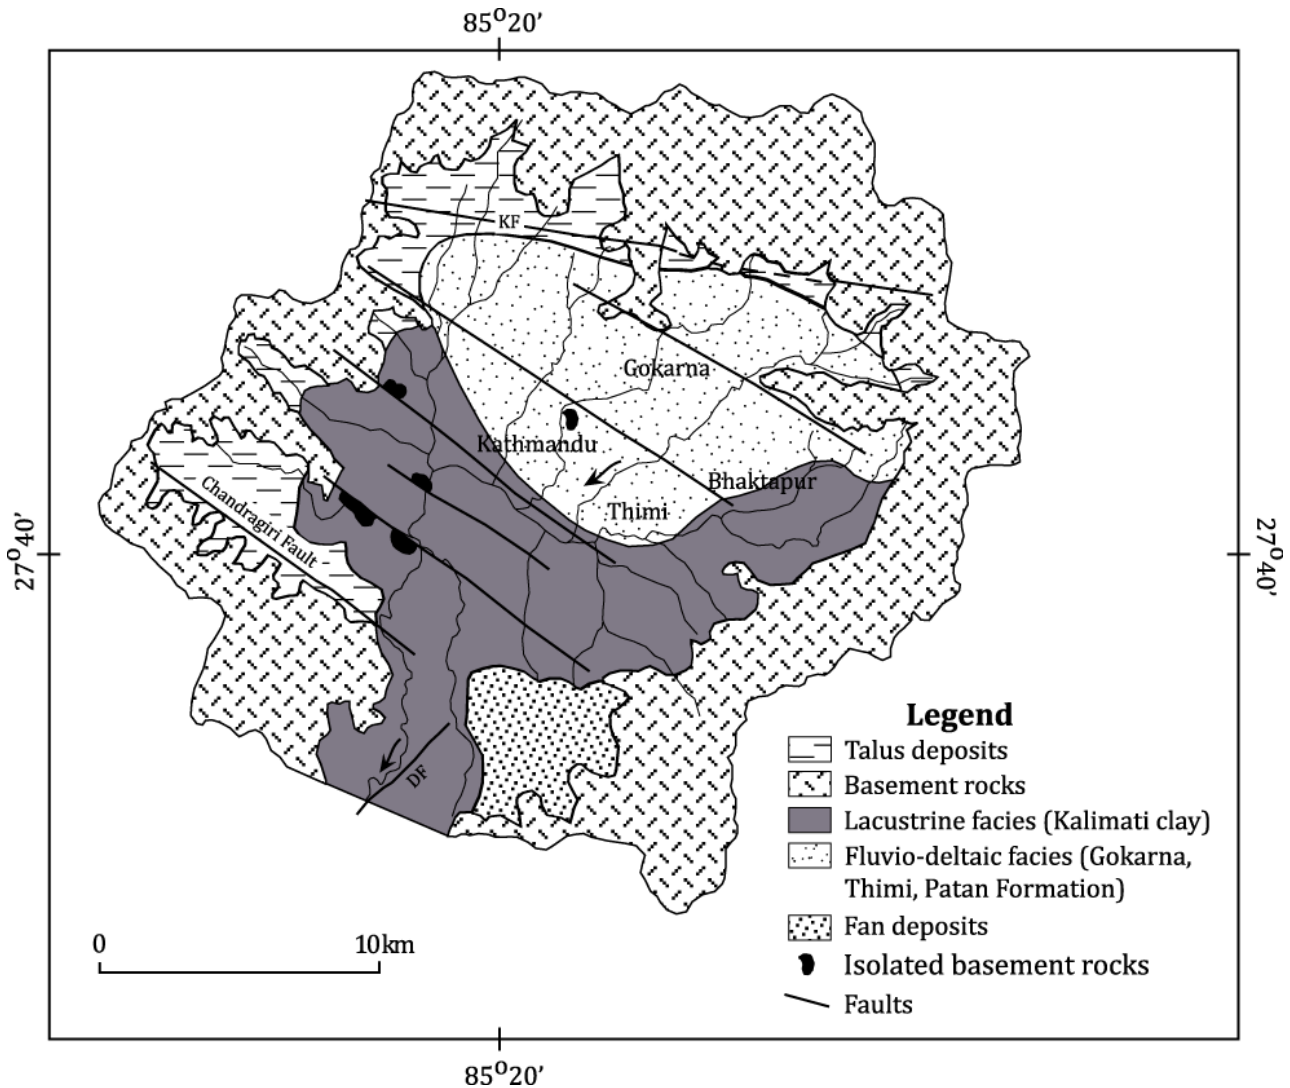 85°20'
KF
Gokarna
Kathmandu
Bhaktapur
Chandragiri Fault
Thimi
27°40'
27°40'
DF
Legend
Talus deposits
Basement rocks
Lacustrine facies (Kalimati clay)
Fluvio-deltaic facies (Gokarna,
Thimi, Patan Formation)
Fan deposits
Isolated basement rocks
Faults
0 10km
85°20'